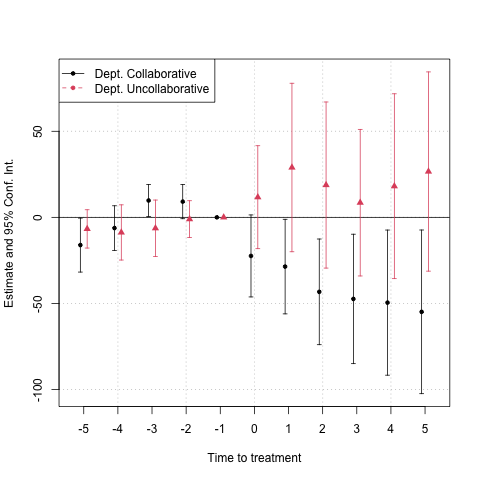 Dept. Collaborative
Dept. Uncollaborative
Estimate and 95% Conf. Int.
50
0
-50
-100
-5 -4 -3 -2 -1 0 1 2 3 4 5
Time to treatment